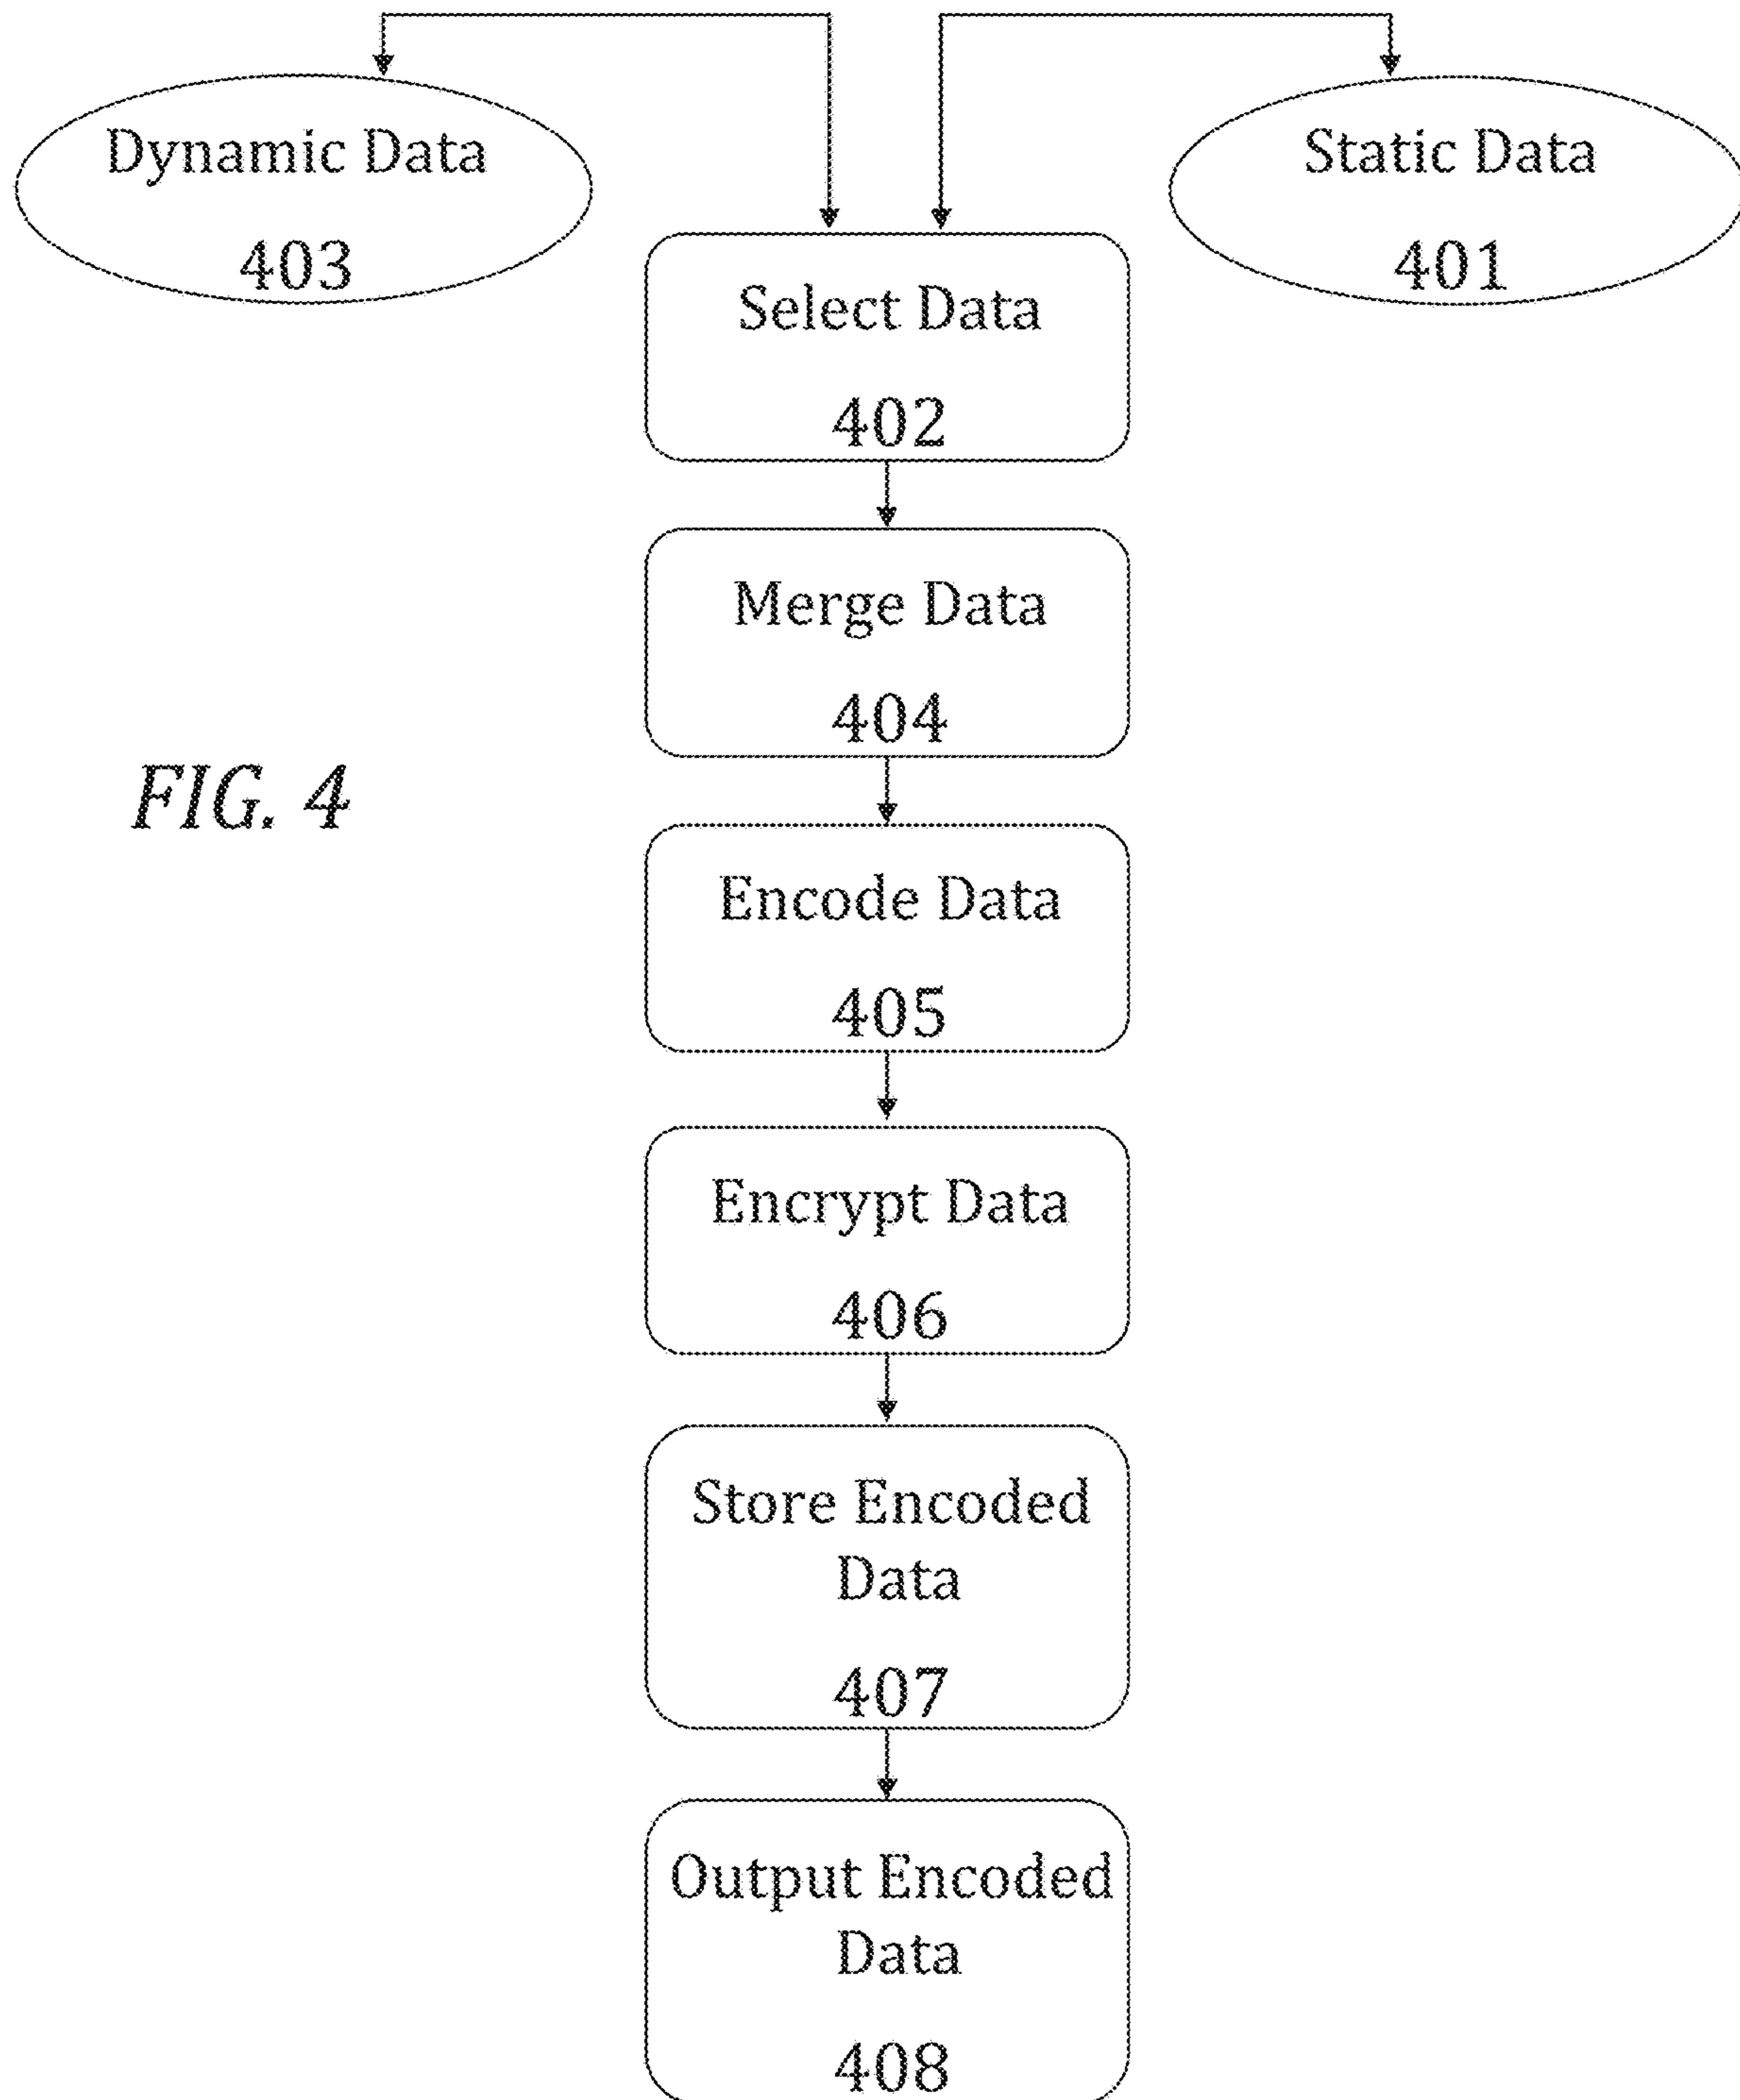 Dynamic Data
403
Static Data
401
Select Data
402
Merge Data
404
FIG. 4
Encode Data
405
Encrypt Data
406
Store Encoded
Data
407
Output Encoded
Data
408